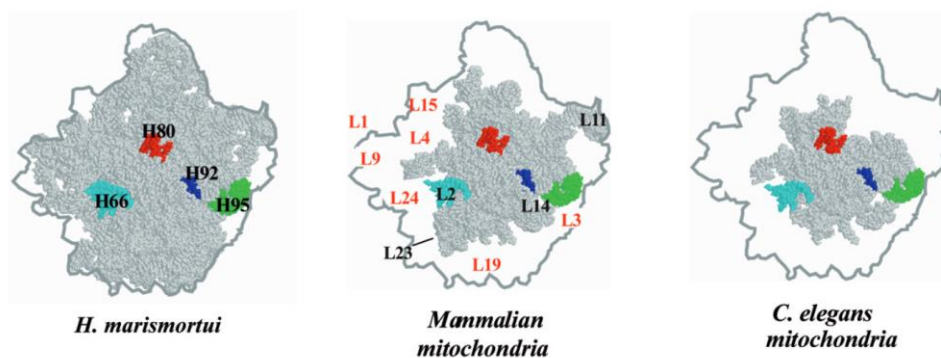 H80
H92
H66
H95
H. marismortui
L15
L1
L11
L4
L9
L24
L2
L14
L3
L23
L19
Mammalian
mitochondria
C. elegans
mitochondria